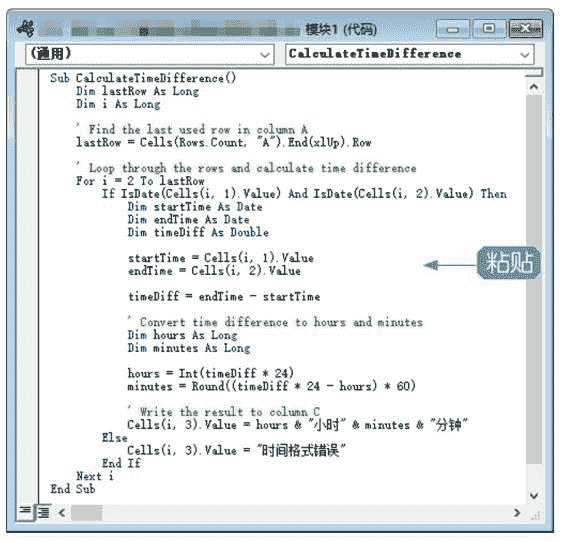 模块1 (代码)
(通用)
CalculateTimeDifference
Sub CalculateTimeDifference()
Dim lastRow As Long
Dim i As Long
' Find the last used row in column A
lastRow = Cells(Rows.Count, "A").End(xlUp).Row
' Loop through the rows and calculate time difference
For i = 2 To lastRow
If IsDate(Cells(i, 1).Value) And IsDate(Cells(i, 2).Value) Then
Dim startTime As Date
Dim endTime As Date
Dim timeDiff As Double
startTime = Cells(i, 1).Value
endTime = Cells(i, 2).Value
粘贴
timeDiff = endTime - startTime
' Convert time difference to hours and minutes
Dim hours As Long
Dim minutes As Long
hours = Int(timeDiff * 24)
minutes = Round((timeDiff * 24 - hours) * 60)
' Write the result to column C
Cells(i, 3).Value = hours & "小时" & minutes & "分钟"
Else
Cells(i, 3).Value = "时间格式错误"
End If
Next i
End Sub